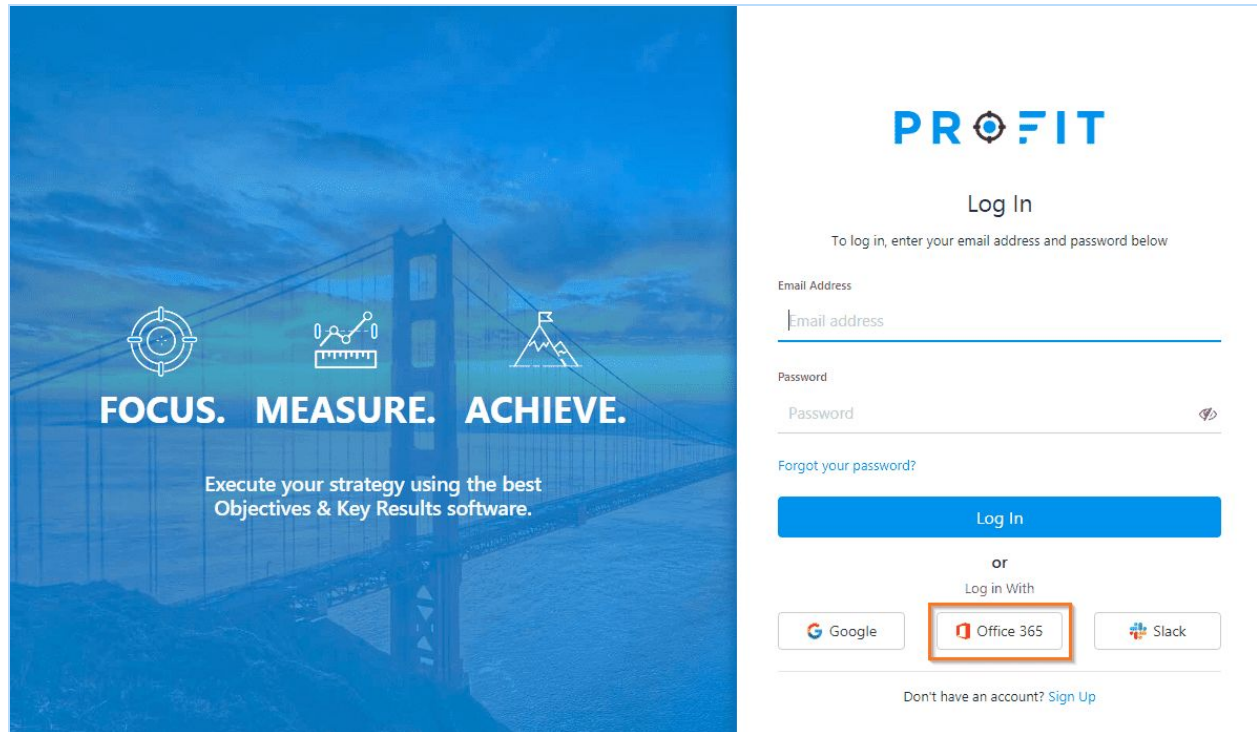 FOCUS. MEASURE. ACHIEVE.
Execute your strategy using the best
Objectives & Key Results software.
PROFIT
Log In
To log in, enter your email address and password below
Email Address
Email address
Password
Password
Forgot your password?
Log In
or
Log in With
Google Office 365 Slack
Don't have an account? Sign Up